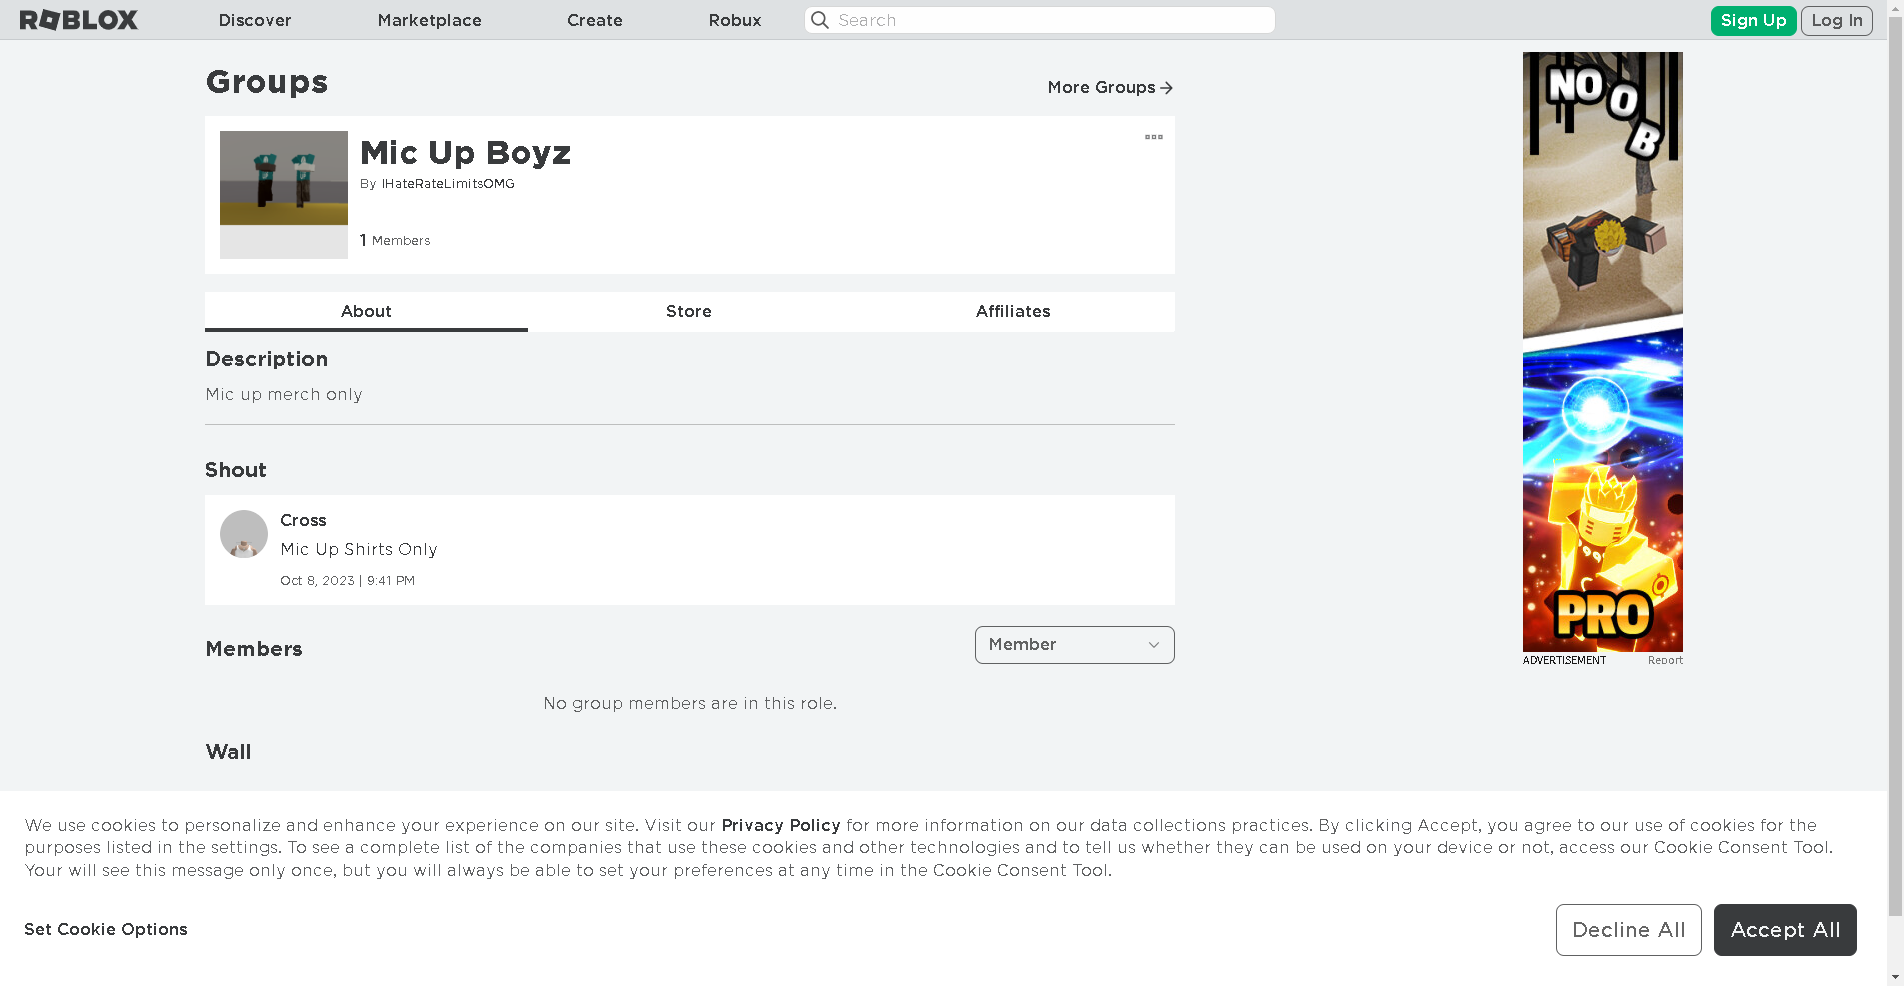 ROBLOX
Discover
Marketplace
Create
Robux
Search
Sign Up
Log In
Groups
More Groups
Mic Up Boyz
By IHateRateLimitsOMG
1 Members
About
Store
Affiliates
Description
Mic up merch only
Shout
Cross
Mic Up Shirts Only
Oct 8, 2023 | 9:41 PM
Members
Member
No group members are in this role.
Wall
NOOB
PRO
ADVERTISEMENT
Report
We use cookies to personalize and enhance your experience on our site. Visit our Privacy Policy for more information on our data collections practices. By clicking Accept, you agree to our use of cookies for the
purposes listed in the settings. To see a complete list of the companies that use these cookies and other technologies and to tell us whether they can be used on your device or not, access our Cookie Consent Tool.
Your will see this message only once, but you will always be able to set your preferences at any time in the Cookie Consent Tool.
Set Cookie Options
Decline All
Accept All